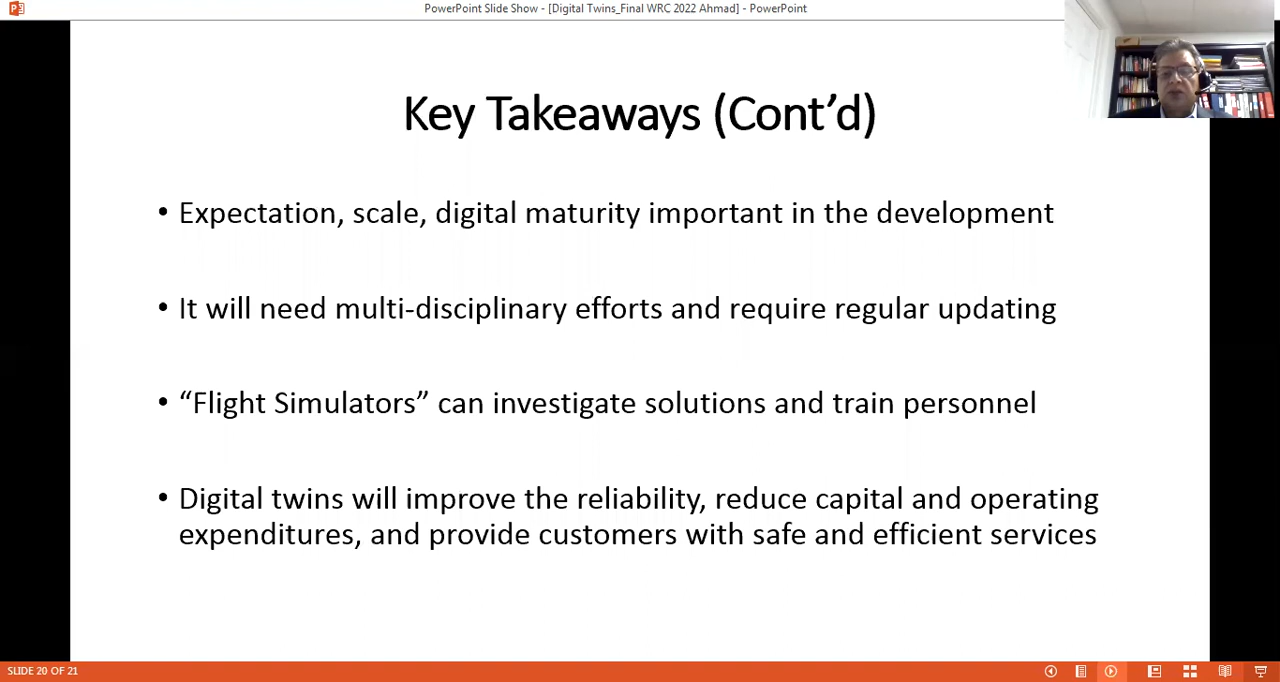 PowerPoint Slide Show - [Digital Twins_Final WRC 2022 Ahmad] - PowerPoint
Key Takeaways (Cont’d)
• Expectation, scale, digital maturity important in the development
• It will need multi-disciplinary efforts and require regular updating
• “Flight Simulators” can investigate solutions and train personnel
• Digital twins will improve the reliability, reduce capital and operating
expenditures, and provide customers with safe and efficient services
SLIDE 20 OF 21